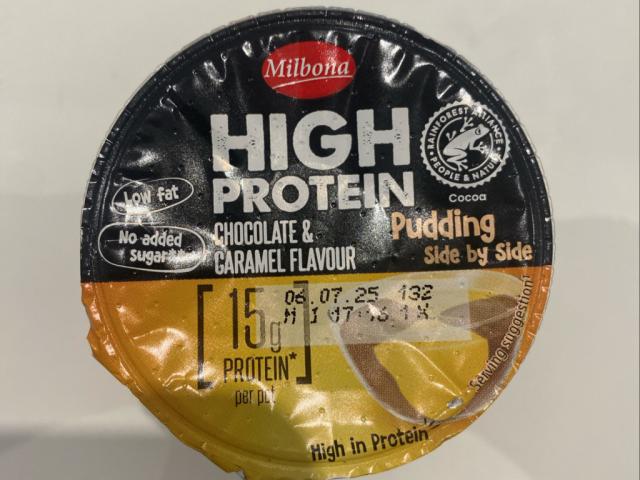 Milbona
HIGH
PROTEIN
RAINFOREST ALLIANCE
PEOPLE & NATURE
Cocoa
Low fat
No added
sugar
CHOCOLATE &
CARAMEL FLAVOUR
Pudding
Side by Side
15g
PROTEIN*
per pot
06.07.25 132
Serving suggestion
High in Protein